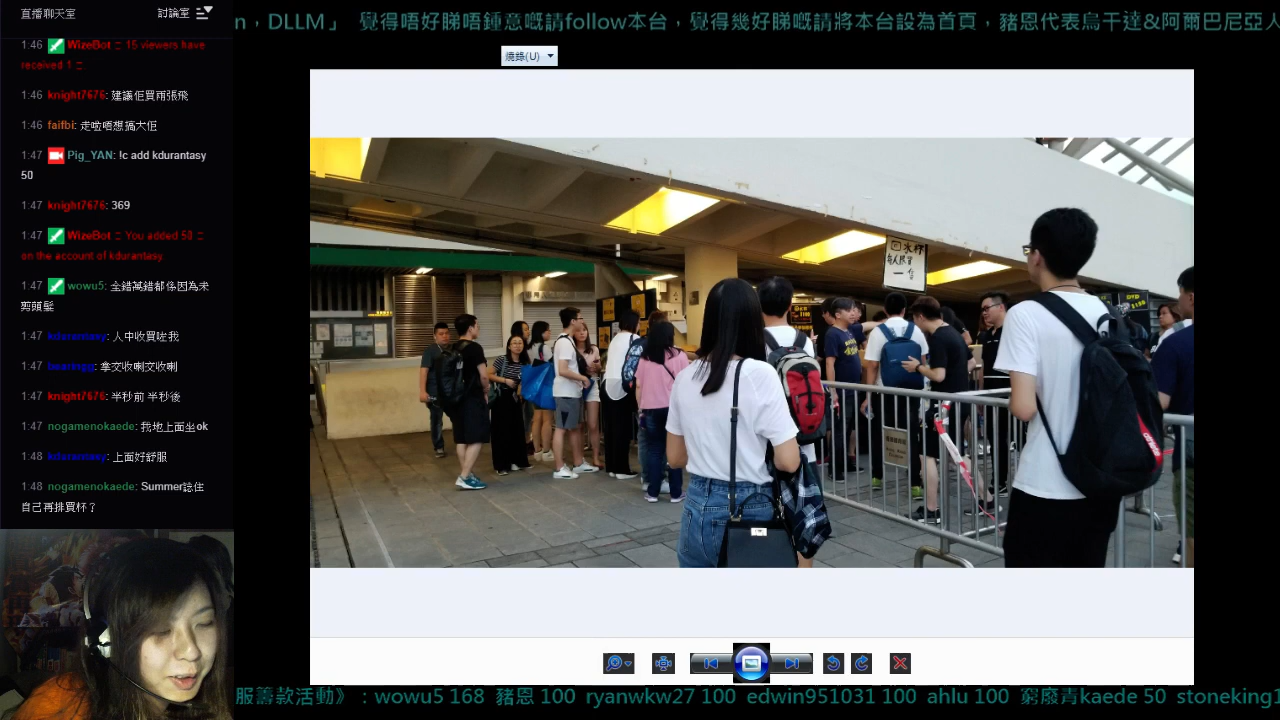 直播聊天室
討論室
n，DLLM」 覺得唔好睇唔鍾意嘅請follow本台，覺得幾好睇嘅請將本台設為首頁，豬恩代表烏干達&阿爾巴尼亞人
燒錄(U)
1:46 WizeBot: 15 viewers have
received 1
1:46 knight7676: 建議佢買兩張飛
1:46 faifbi: 走啦唔想搞大佢
1:47 Pig_YAN: !c add kdurantasy
50
1:47 knight7676: 369
1:47 WizeBot: You added 50
on the account of kdurantasy
1:47 wowu5: 全錯萬錯都係因為未
剪頭髮
1:47 kdurantasy: 人中收買咗我
1:47 bearingg: 拿交收喇交收喇
1:47 knight7676: 半秒前 半秒後
1:47 nogamenokaede: 我地上面坐ok
1:48 kdurantasy: 上面好舒服
1:48 nogamenokaede: Summer諗住
自己再排買杯？
水杯
每人限買
一個
服籌款活動》：wowu5 168 豬恩 100 ryanwkw27 100 edwin951031 100 ahlu 100 窮廢青kaede 50 stoneking1